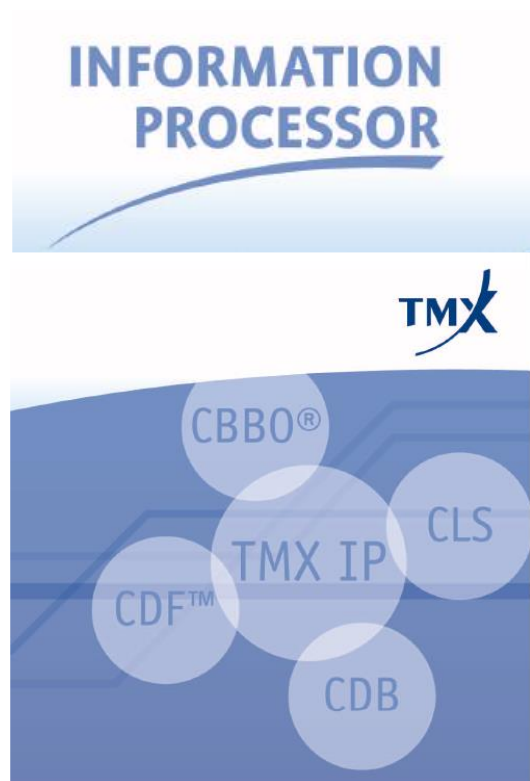 INFORMATION
PROCESSOR
TMX
CBBO®
CLS
TMX IP
CDF™
CDB